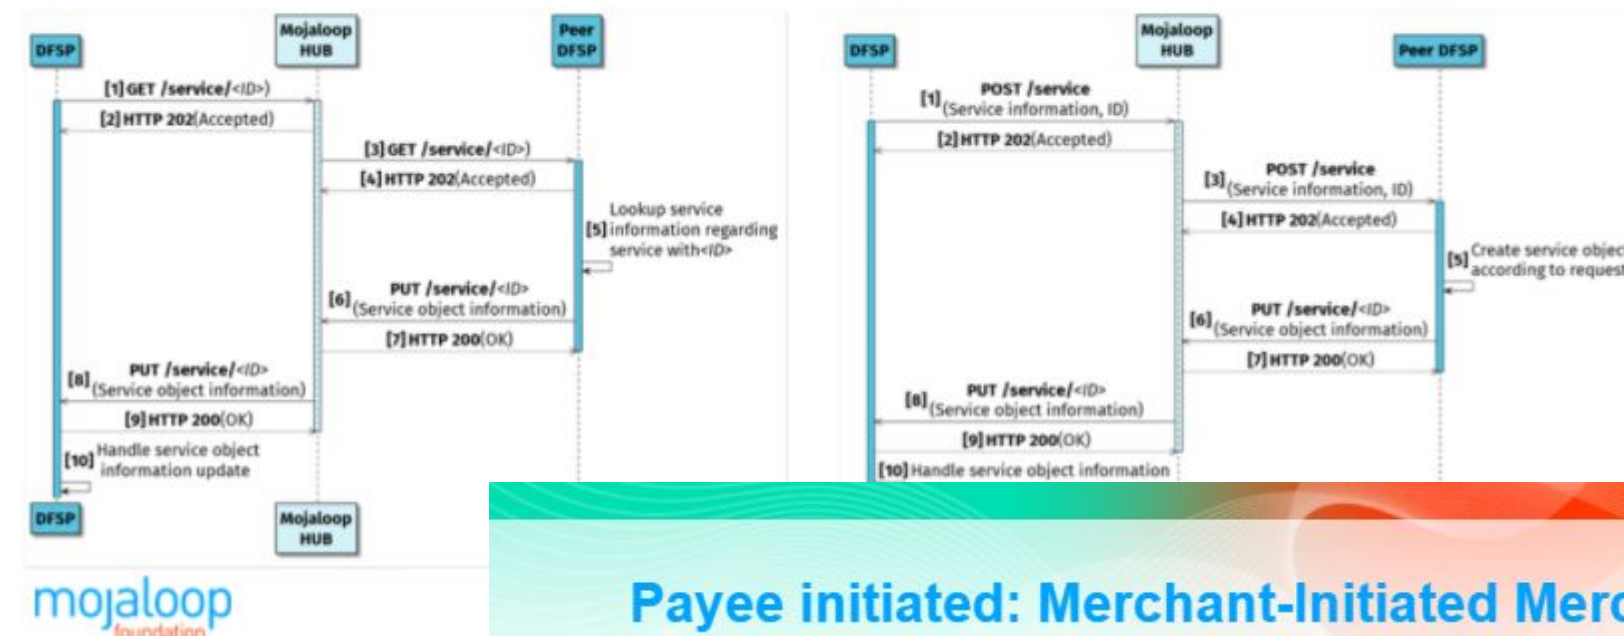 DFSP
Mojaloop
HUB
Peer
DFSP
[1] GET /service/<ID>)
[2] HTTP 202(Accepted)
[3] GET /service/<ID>)
[4] HTTP 202(Accepted)
Lookup service
[5] information regarding
service with<ID>
PUT /service/<ID>
[6] (Service object information)
[7] HTTP 200(OK)
PUT /service/<ID>
[8] (Service object information)
[9] HTTP 200(OK)
Handle service object
[10] information update
DFSP
Mojaloop
HUB
DFSP
Mojaloop
HUB
Peer DFSP
POST /service
[1] (Service information, ID)
[2] HTTP 202(Accepted)
POST /service
[3] (Service information, ID)
[4] HTTP 202(Accepted)
Create service
[5] according to request
PUT /service/<ID>
[6] (Service object information)
[7] HTTP 200(OK)
PUT /service/<ID>
[8] (Service object information)
[9] HTTP 200(OK)
[10] Handle service object information
mojaloop
foundation
Payee initiated: Merchant-Initiated